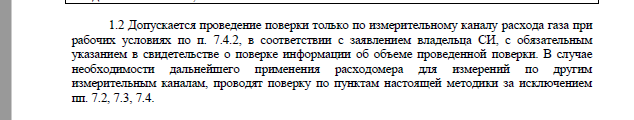 1.2 Допускается проведение поверки только по измерительному каналу расхода газа при
рабочих условиях по п. 7.4.2, в соответствии с заявлением владельца СИ, с обязательным
указанием в свидетельстве о поверке информации об объеме проведенной поверки. В случае
необходимости дальнейшего применения расходомера для измерений по другим
измерительным каналам, проводят поверку по пунктам настоящей методики за исключением
пп. 7.2, 7.3, 7.4.